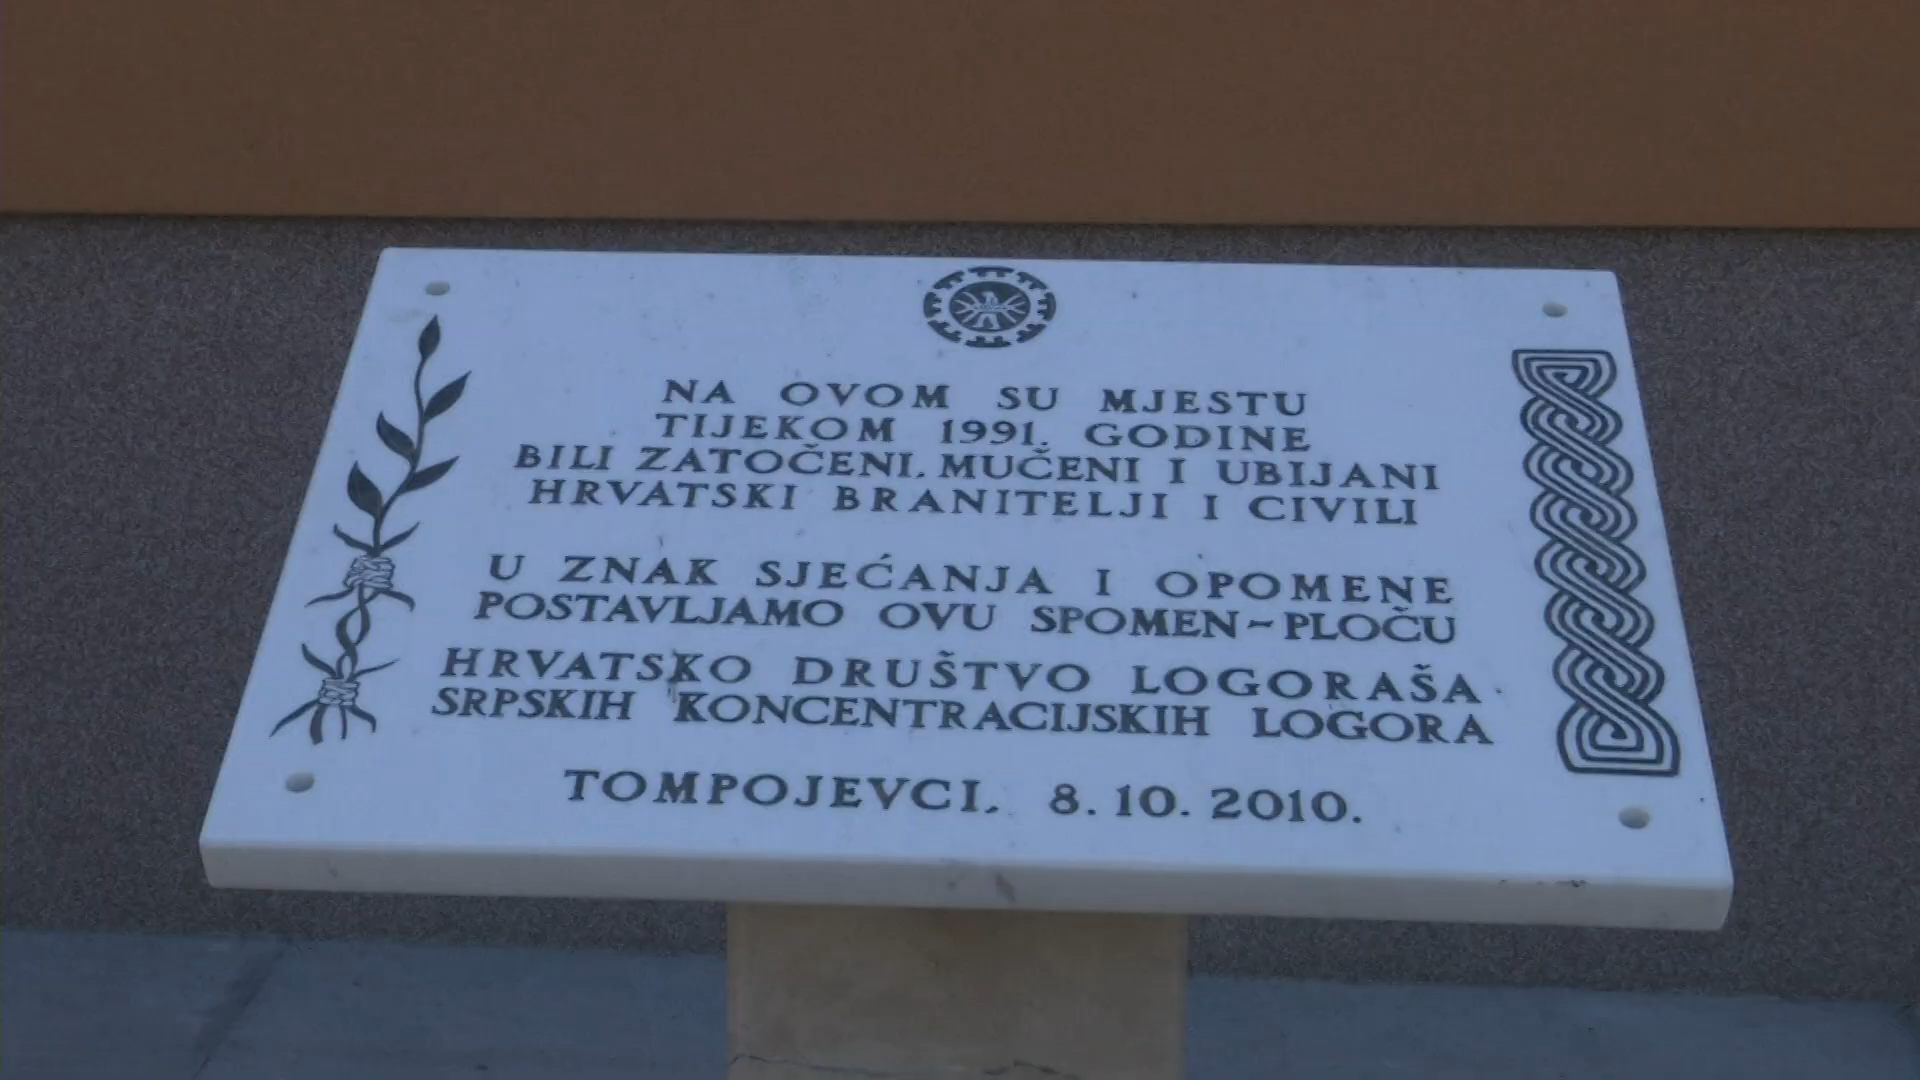 NA OVOM SU MJESTU
TIJEKOM 1991. GODINE
BILI ZATOČENI, MUČENI I UBIJANI
HRVATSKI BRANITELJI I CIVILI
U ZNAK SJEĆANJA I OPOMENE
POSTAVLJAMO OVU SPOMEN-PLOČU
HRVATSKO DRUŠTVO LOGORAŠA
SRPSKIH KONCENTRACIJSKIH LOGORA
TOMPOJEVCI, 8. 10. 2010.